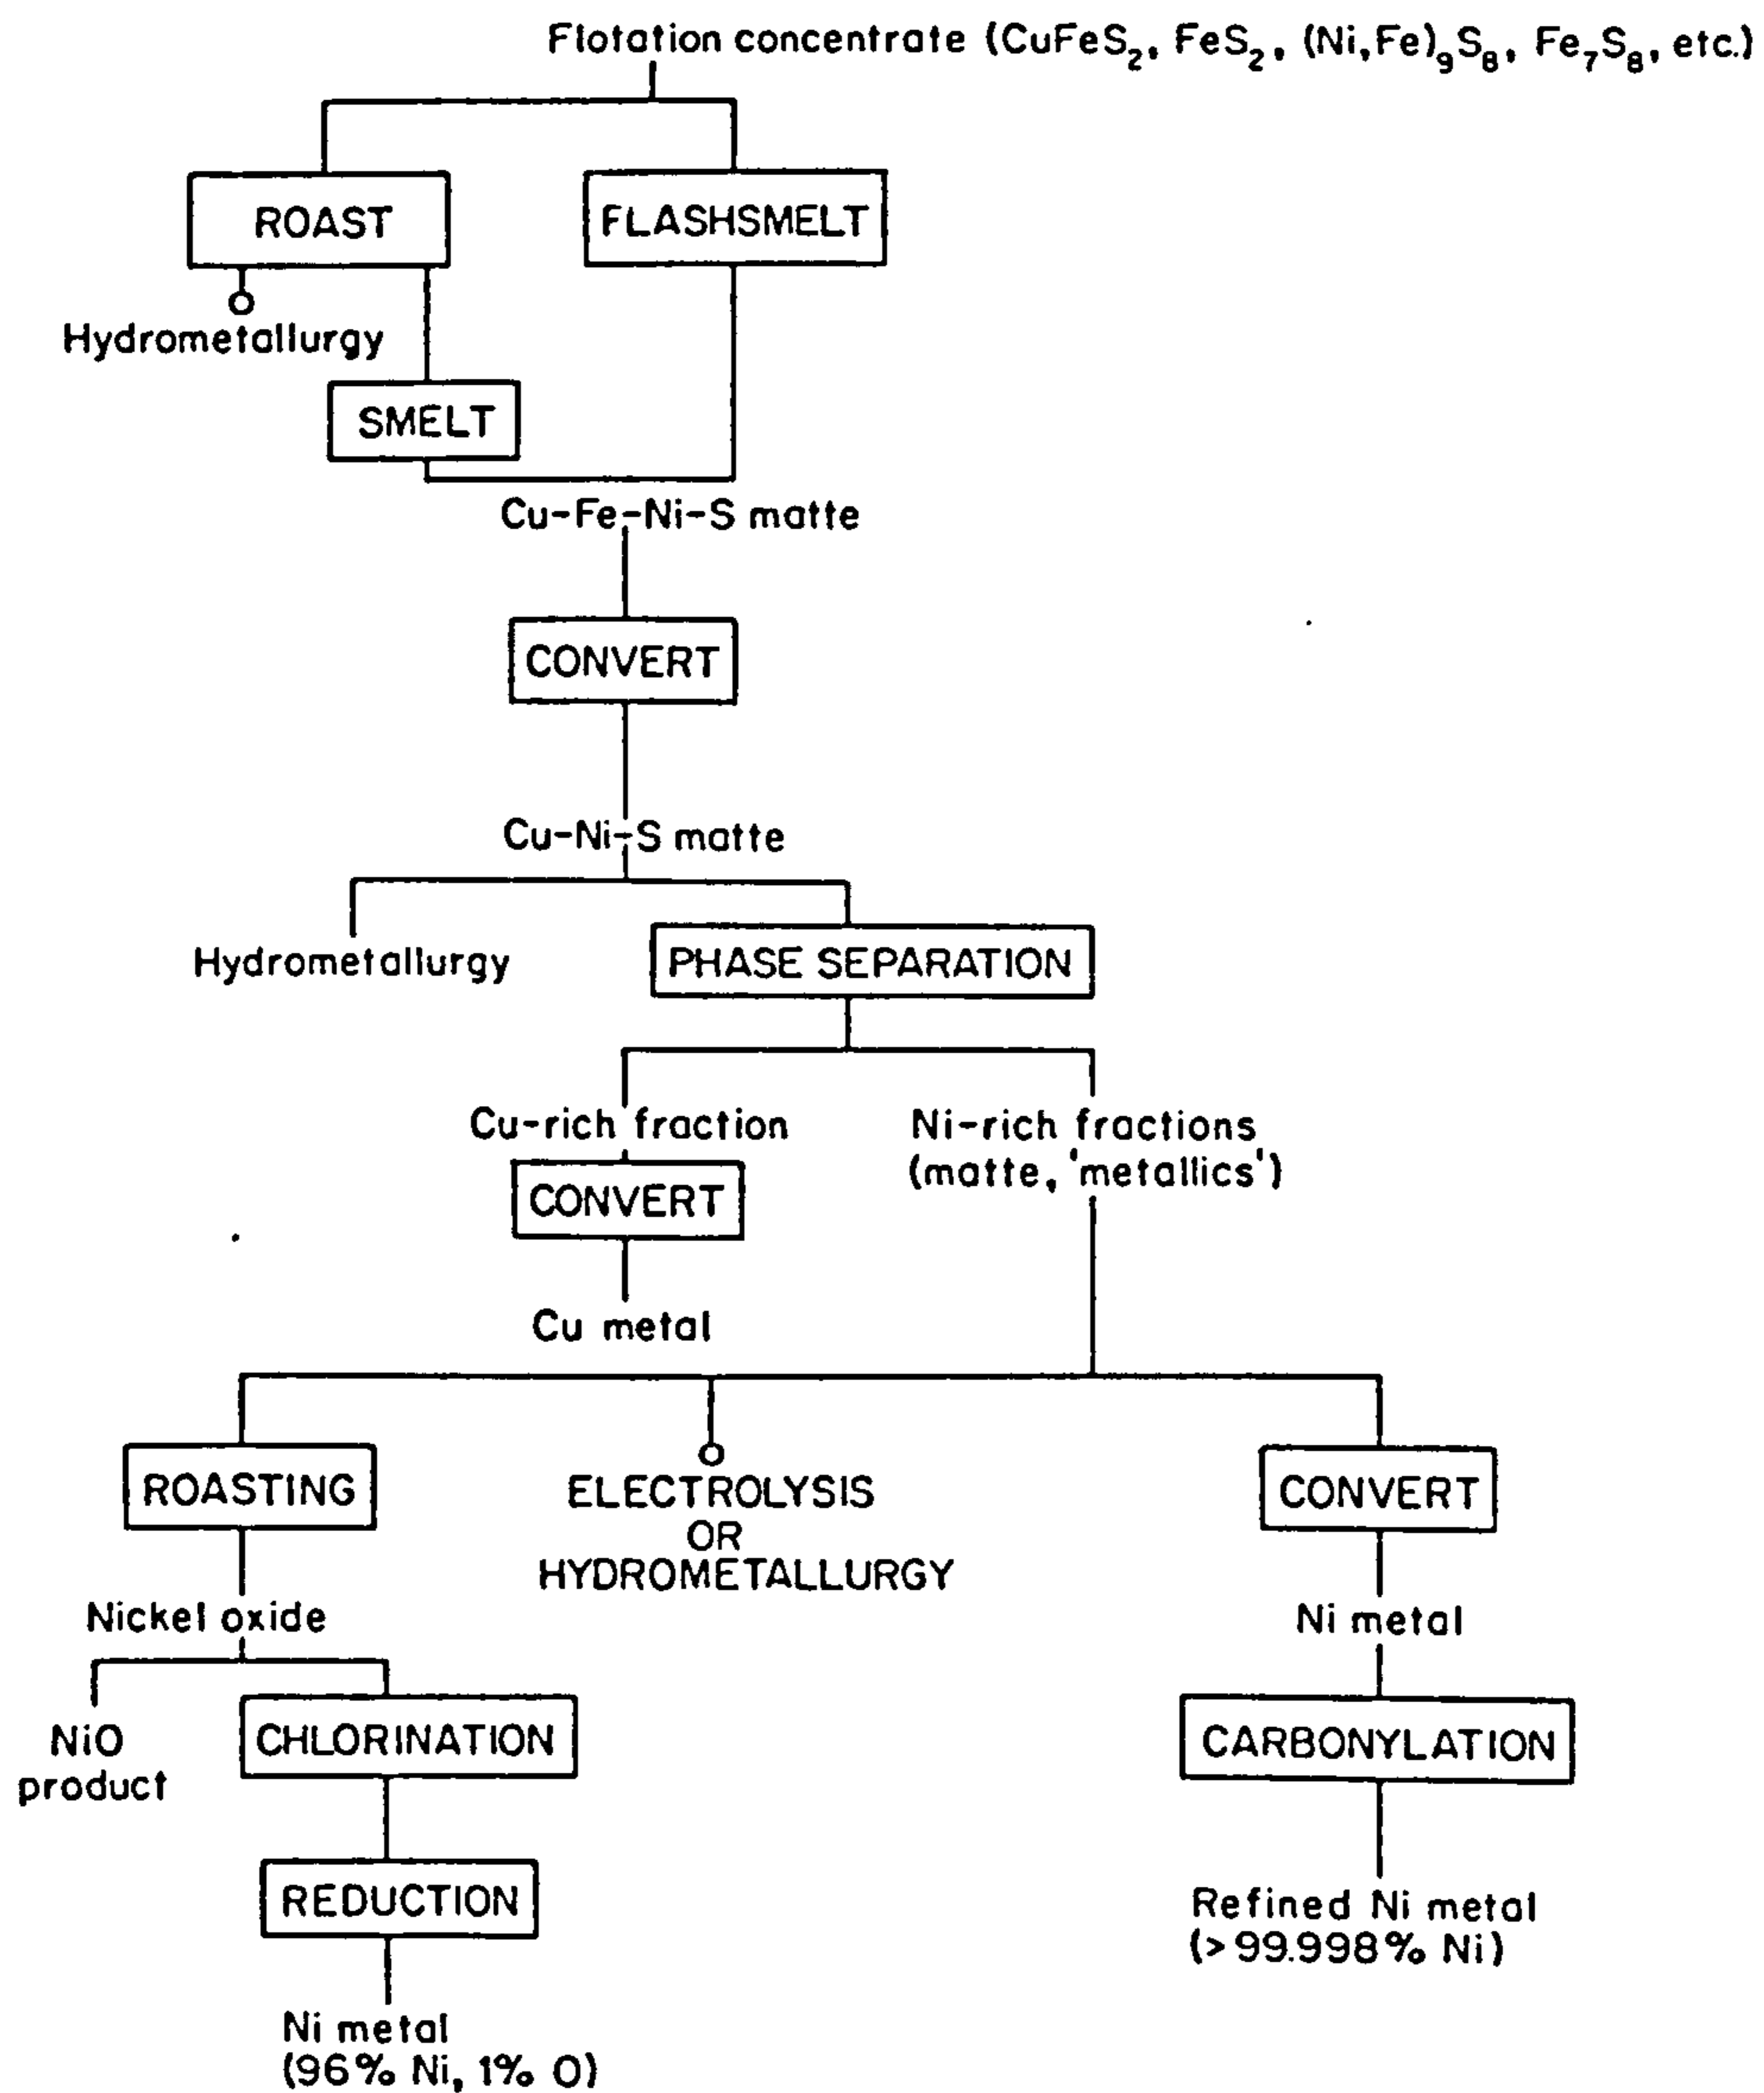 Flotation concentrate (CuFeS₂, FeS₂, (Ni,Fe)₉S₈, Fe₇S₈, etc.)
ROAST
FLASHSMELT
Hydrometallurgy
SMELT
Cu-Fe-Ni-S matte
CONVERT
Cu-Ni-S matte
Hydrometallurgy
PHASE SEPARATION
Cu-rich fraction
Ni-rich fractions
(matte, 'metallics')
CONVERT
Cu metal
ROASTING
ELECTROLYSIS
OR
HYDROMETALLURGY
CONVERT
Nickel oxide
Ni metal
NiO
product
CHLORINATION
CARBONYLATION
REDUCTION
Refined Ni metal
(>99.998% Ni)
Ni metal
(96% Ni, 1% O)